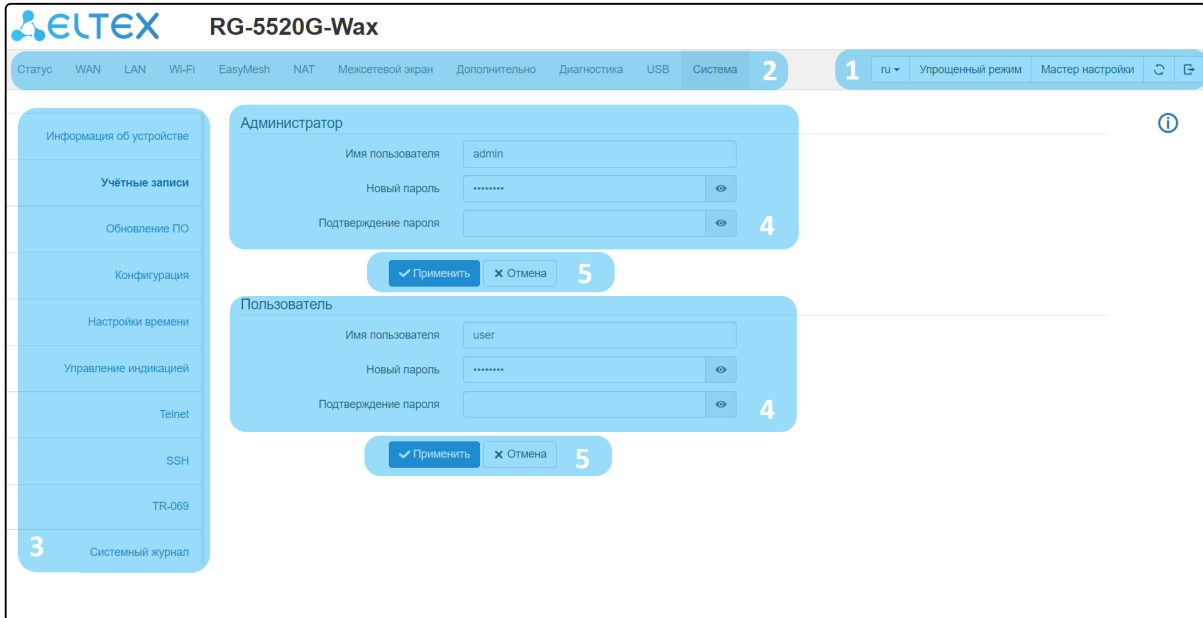 ELTEX RG-5520G-Wax
Статус WAN LAN Wi-Fi EasyMesh NAT Межсетевой экран Дополнительно Диагностика USB Система 2 1 ru Упрощенный режим Мастер настройки
Информация об устройстве
Учётные записи
Обновление ПО
Конфигурация
Настройки времени
Управление индикацией
Telnet
SSH
TR-069
Системный журнал
3
Администратор
Имя пользователя admin
Новый пароль ••••••••
Подтверждение пароля
4
Применить Отмена 5
Пользователь
Имя пользователя user
Новый пароль ••••••••
Подтверждение пароля
4
Применить Отмена 5